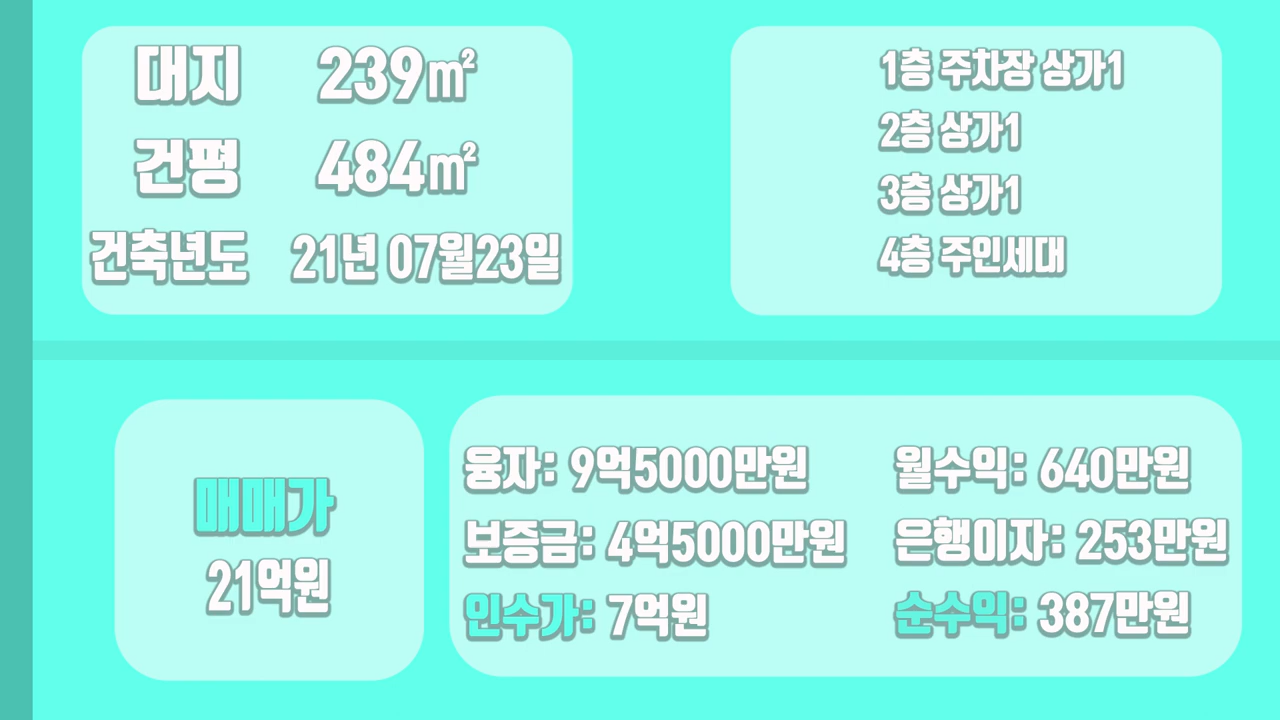 대지 239㎡
건평 484㎡
건축년도 21년 07월23일
1층 주차장 상가1
2층 상가1
3층 상가1
4층 주인세대
매매가
21억원
융자: 9억5000만원
보증금: 4억5000만원
인수가: 7억원
월수익: 640만원
은행이자: 253만원
순수익: 387만원